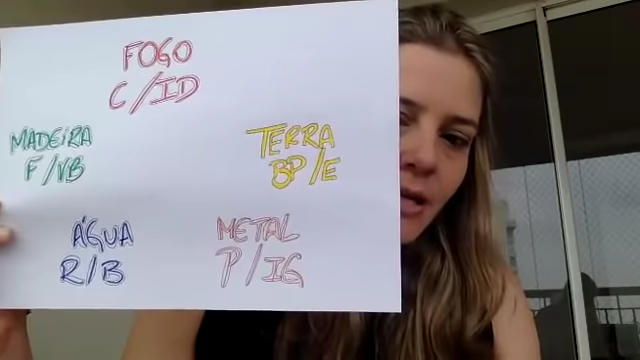 FOGO
C/ID
MADEIRA
F/VB
TERRA
BP/E
ÁGUA
R/B
METAL
P/IG